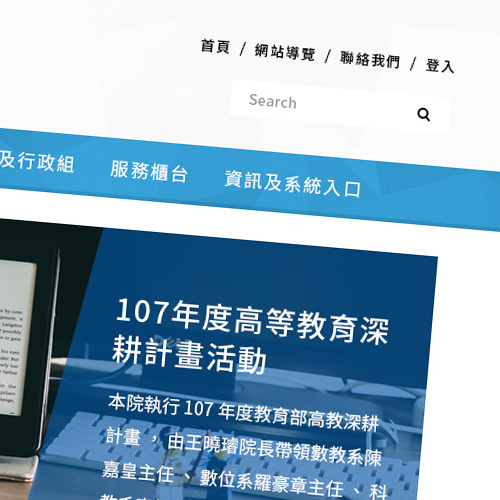 首頁 / 網站導覽 / 聯絡我們 / 登入
Search
及行政組 服務櫃台 資訊及系統入口
107年度高等教育深
耕計畫活動
本院執行 107 年度教育部高教深耕
計畫 , 由王曉璿院長帶領數教系陳
嘉皇主任 、 數位系羅豪章主任 、 科